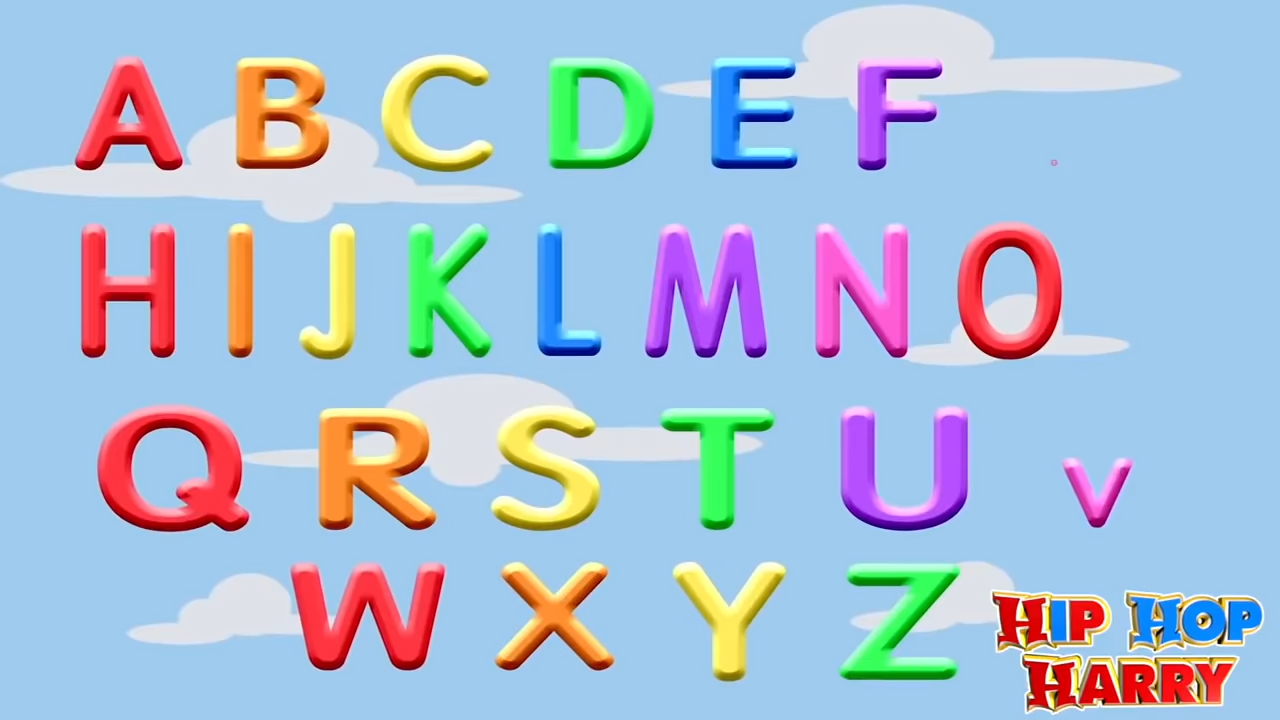 A B C D E F
H I J K L M N O
Q R S T U v
W X Y Z
HIP HOP
HARRY